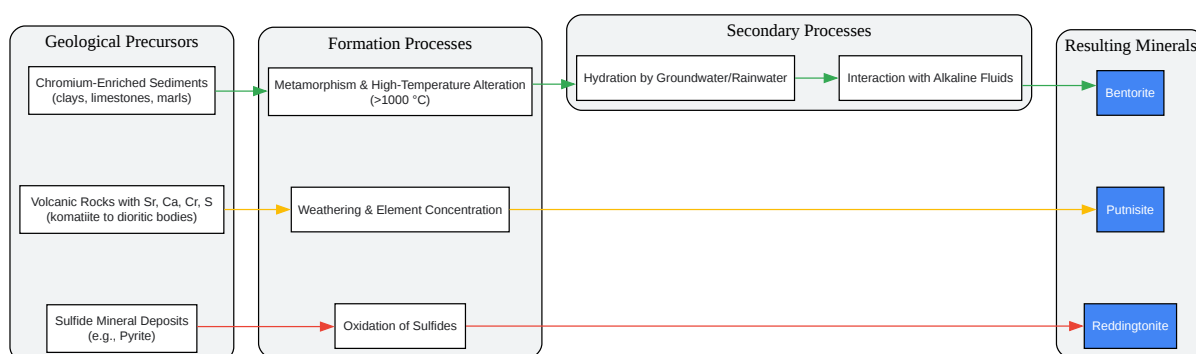 Geological Precursors
Chromium-Enriched Sediments
(clays, limestones, marls)
Volcanic Rocks with Sr, Ca, Cr, S
(komatiite to dioritic bodies)
Sulfide Mineral Deposits
(e.g., Pyrite)
Formation Processes
Metamorphism & High-Temperature Alteration
(>1000 °C)
Weathering & Element Concentration
Oxidation of Sulfides
Secondary Processes
Hydration by Groundwater/Rainwater
Interaction with Alkaline Fluids
Resulting Minerals
Bentorite
Putnisite
Reddingtonite